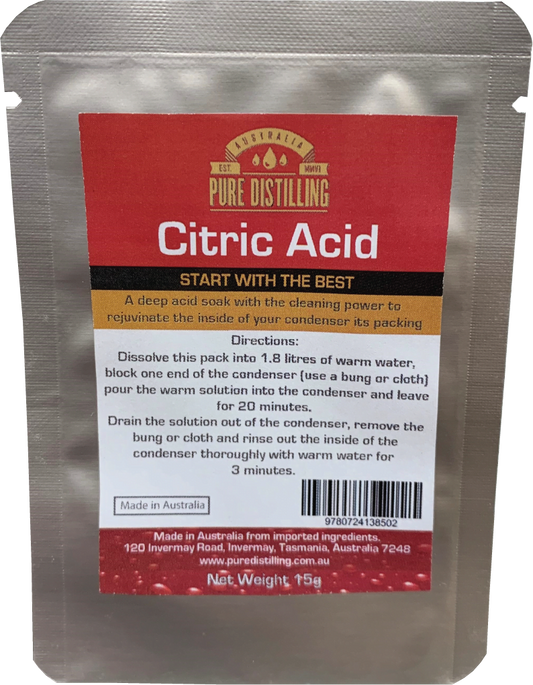 AUSTRALIA
EST. MMVI
PURE DISTILLING
Citric Acid
START WITH THE BEST
A deep acid soak with the cleaning power to
rejuvinate the inside of your condenser its packing
Directions:
Dissolve this pack into 1.8 litres of warm water,
block one end of the condenser (use a bung or cloth)
pour the warm solution into the condenser and leave
for 20 minutes.
Drain the solution out of the condenser, remove the
bung or cloth and rinse out the inside of the
condenser thoroughly with warm water for
3 minutes.
Made in Australia
9780724138502
Made in Australia from imported ingredients.
120 Invermay Road, Invermay, Tasmania, Australia 7248
www.puredistilling.com.au
Net Weight 15g